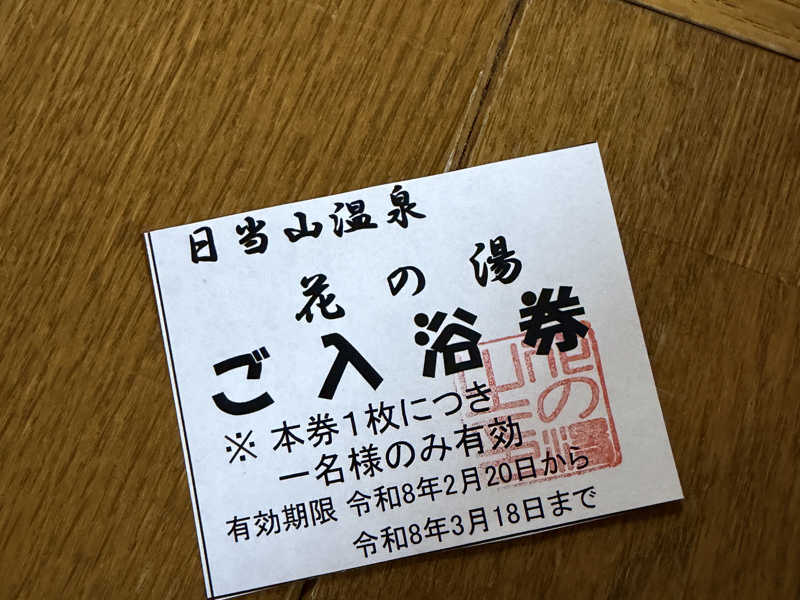 日当山温泉
花の湯
ご入浴券
※ 本券1枚につき
一名様のみ有効
有効期限 令和8年2月20日から
令和8年3月18日まで